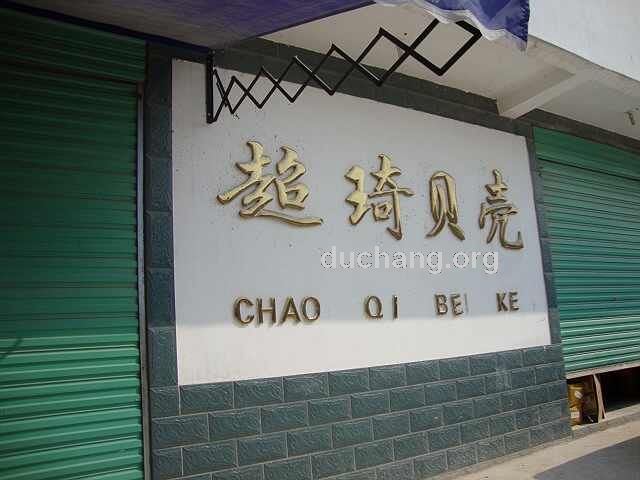 超琦贝壳
duchang.org
CHAO QI BEI KE